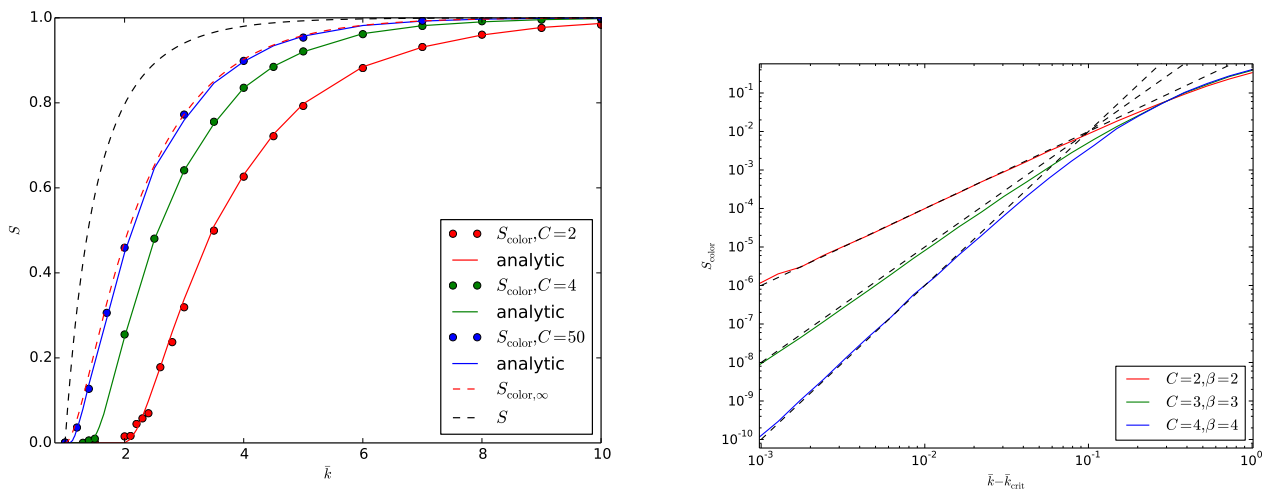 1.0
0.8
0.6
0.4
0.2
0.0
S
2
4
6
8
10
k̄
S_color, C=2
analytic
S_color, C=4
analytic
S_color, C=50
analytic
S_color,∞
S
10^-1
10^-2
10^-3
10^-4
10^-5
10^-6
10^-7
10^-8
10^-9
10^-10
S_color
10^-3
10^-2
10^-1
10^0
k̄−k̄_crit
C=2,β=2
C=3,β=3
C=4,β=4